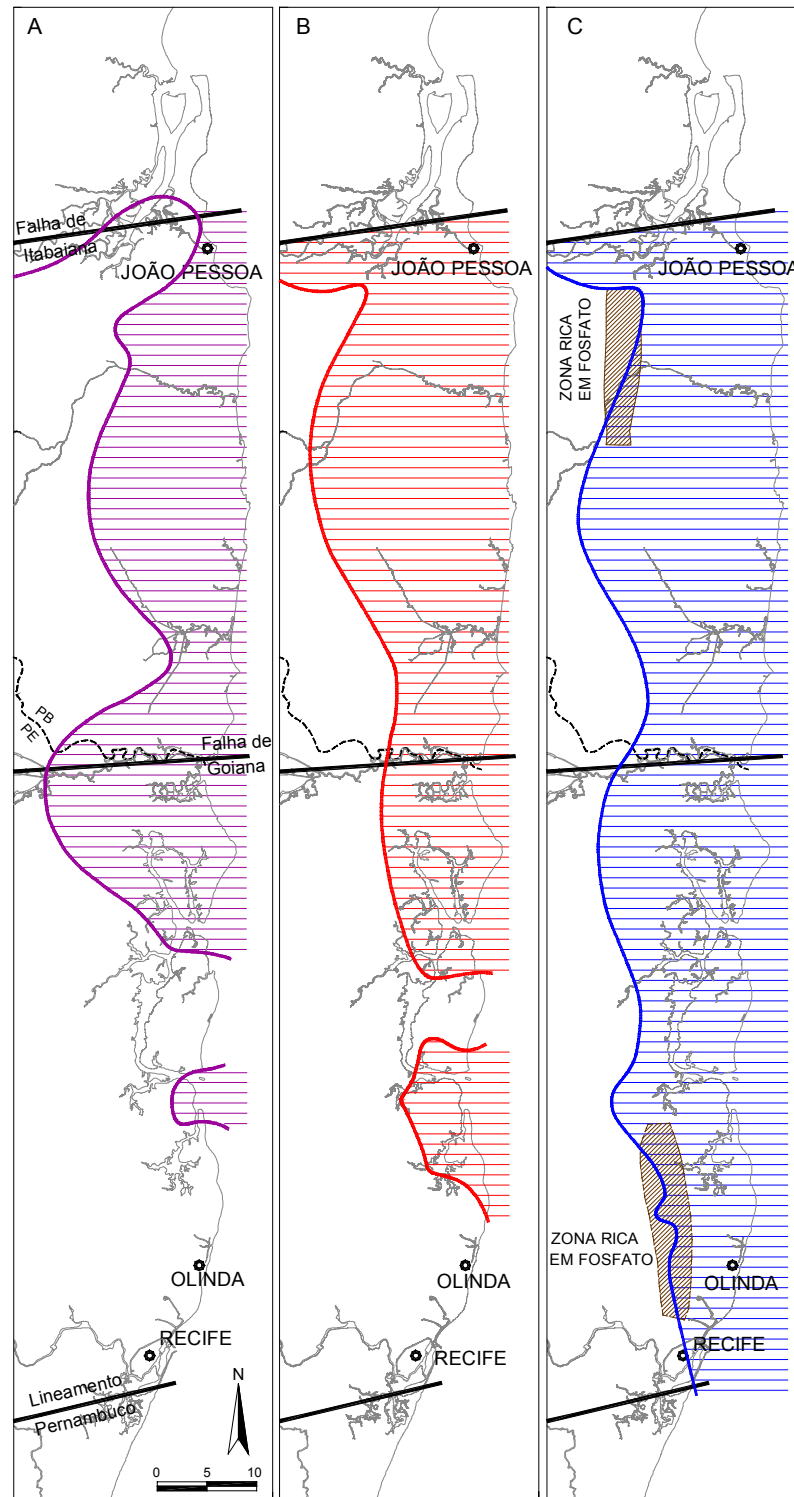 A
Falha de
Itabaiana
JOÃO PESSOA
PB
PE
Falha de
Goiana
OLINDA
RECIFE
Lineamento
Pernambuco
N
0 5 10
B
JOÃO PESSOA
OLINDA
RECIFE
C
JOÃO PESSOA
ZONA RICA
EM FOSFATO
ZONA RICA
EM FOSFATO
OLINDA
RECIFE